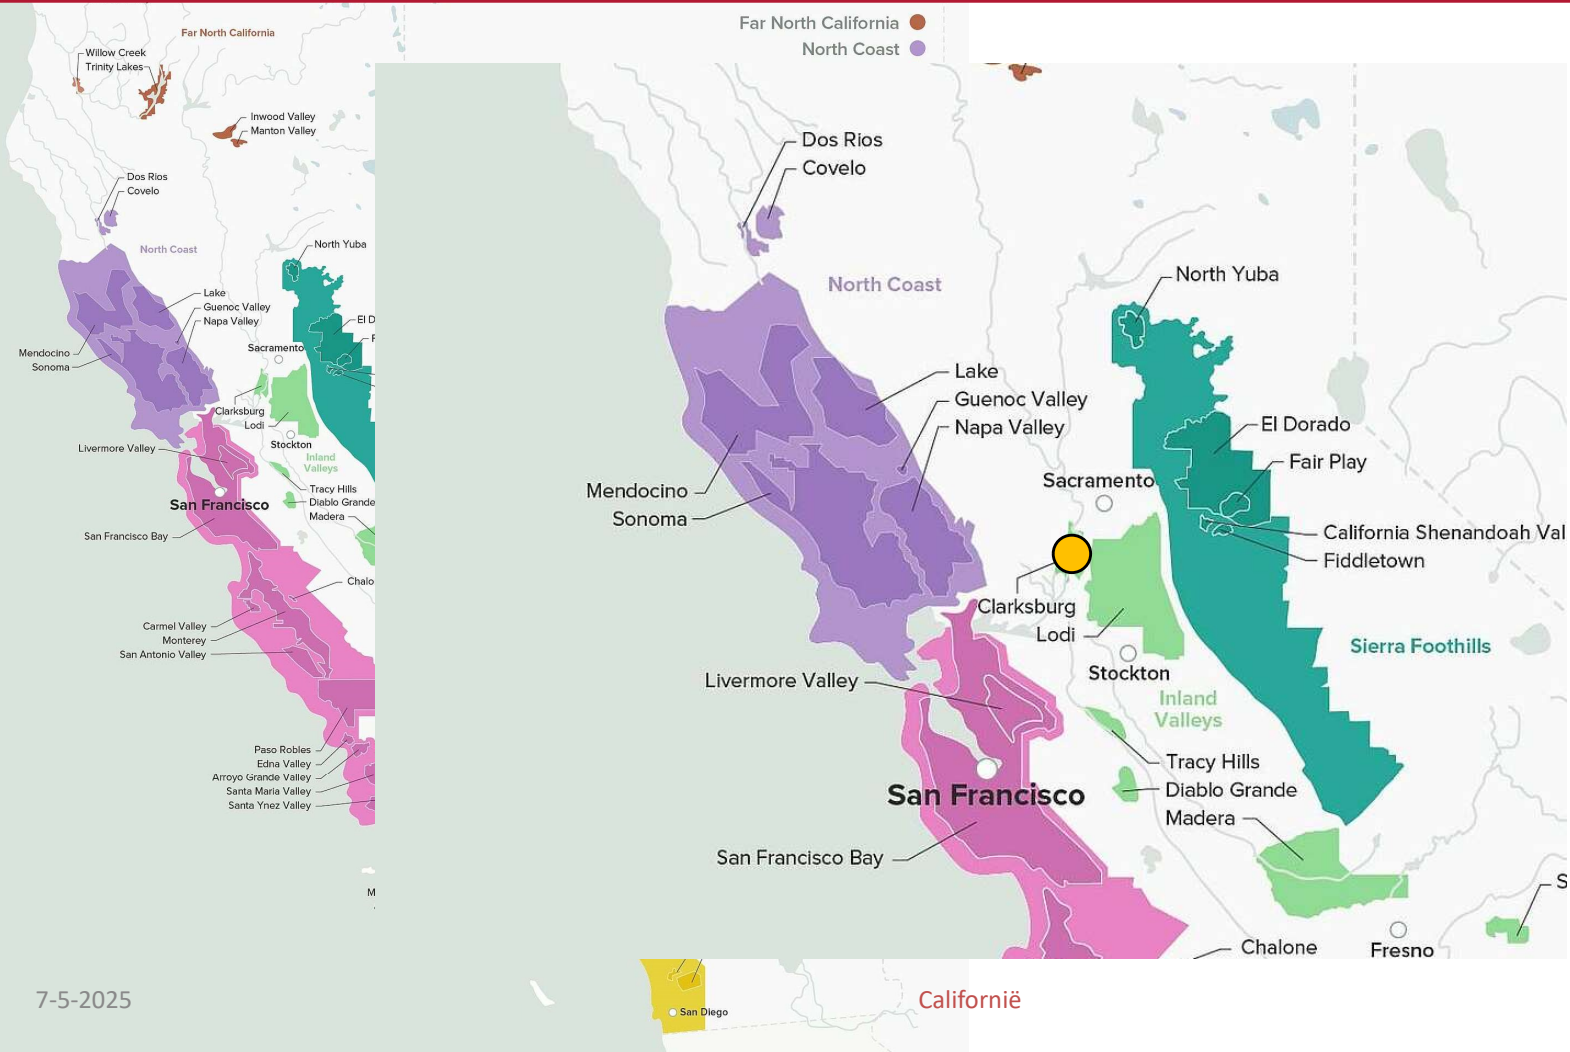 Far North California
North Coast
Far North California
Willow Creek
Trinity Lakes
Inwood Valley
Manton Valley
Dos Rios
Covelo
North Coast
North Yuba
Lake
Guenoc Valley
Napa Valley
El D
F
Mendocino
Sonoma
Sacramento
Clarksburg
Lodi
Stockton
Livermore Valley
Inland
Valleys
Tracy Hills
Diablo Grande
Madera
San Francisco
San Francisco Bay
Chalo
Carmel Valley
Monterey
San Antonio Valley
Paso Robles
Edna Valley
Arroyo Grande Valley
Santa Maria Valley
Santa Ynez Valley
M
Dos Rios
Covelo
North Coast
North Yuba
Lake
Guenoc Valley
Napa Valley
El Dorado
Fair Play
Sacramento
Mendocino
Sonoma
California Shenandoah Val
Fiddletown
Clarksburg
Lodi
Stockton
Sierra Foothills
Livermore Valley
Inland
Valleys
Tracy Hills
Diablo Grande
Madera
San Francisco
San Francisco Bay
S
Chalone
Fresno
San Diego
7-5-2025
Californië